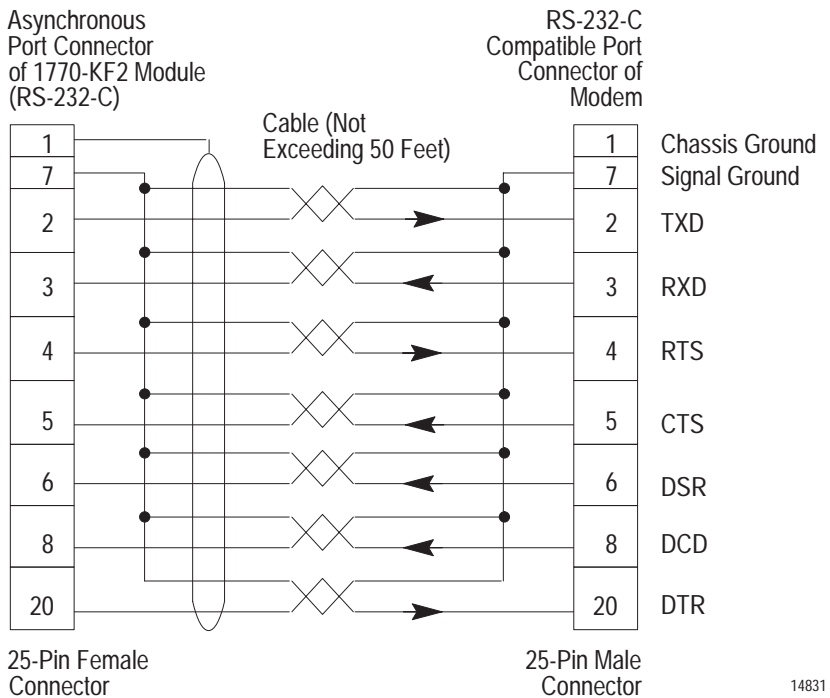 Asynchronous
Port Connector
of 1770-KF2 Module
(RS-232-C)
RS-232-C
Compatible Port
Connector of
Modem
Cable (Not
Exceeding 50 Feet)
1 1 Chassis Ground
7 7 Signal Ground
2 2 TXD
3 3 RXD
4 4 RTS
5 5 CTS
6 6 DSR
8 8 DCD
20 20 DTR
25-Pin Female
Connector
25-Pin Male
Connector
14831